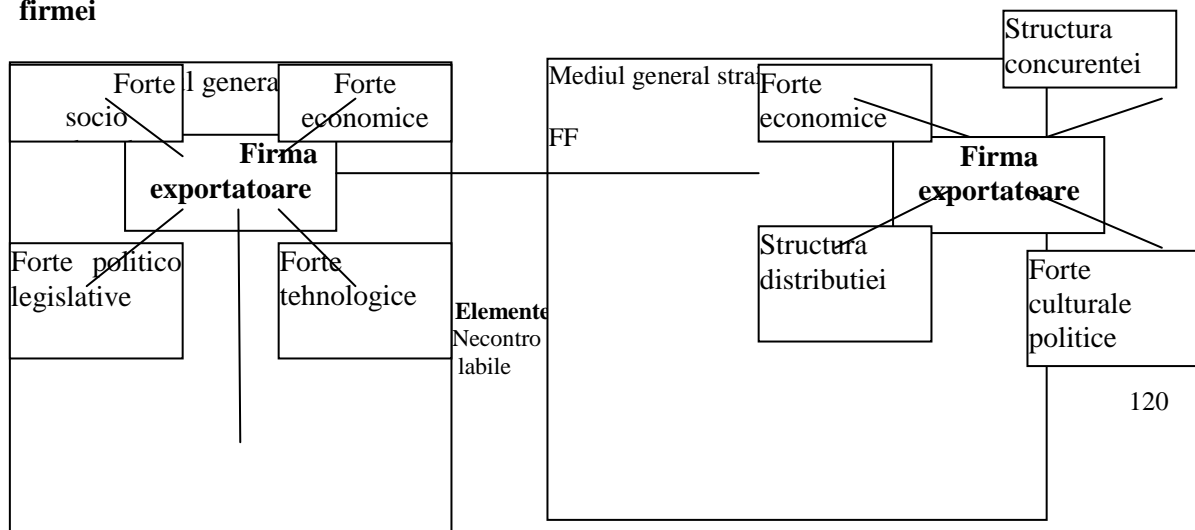 firmei
Forte
socio
l genera
Forte
economice
Firma
exportatoare
Forte politico
legislative
Forte
tehnologice
Elemente
Necontro
labile
Mediul general stra
FF
Forte
economice
Structura
concurentei
Firma
exportatoare
Structura
distributiei
Forte
culturale
politice
120